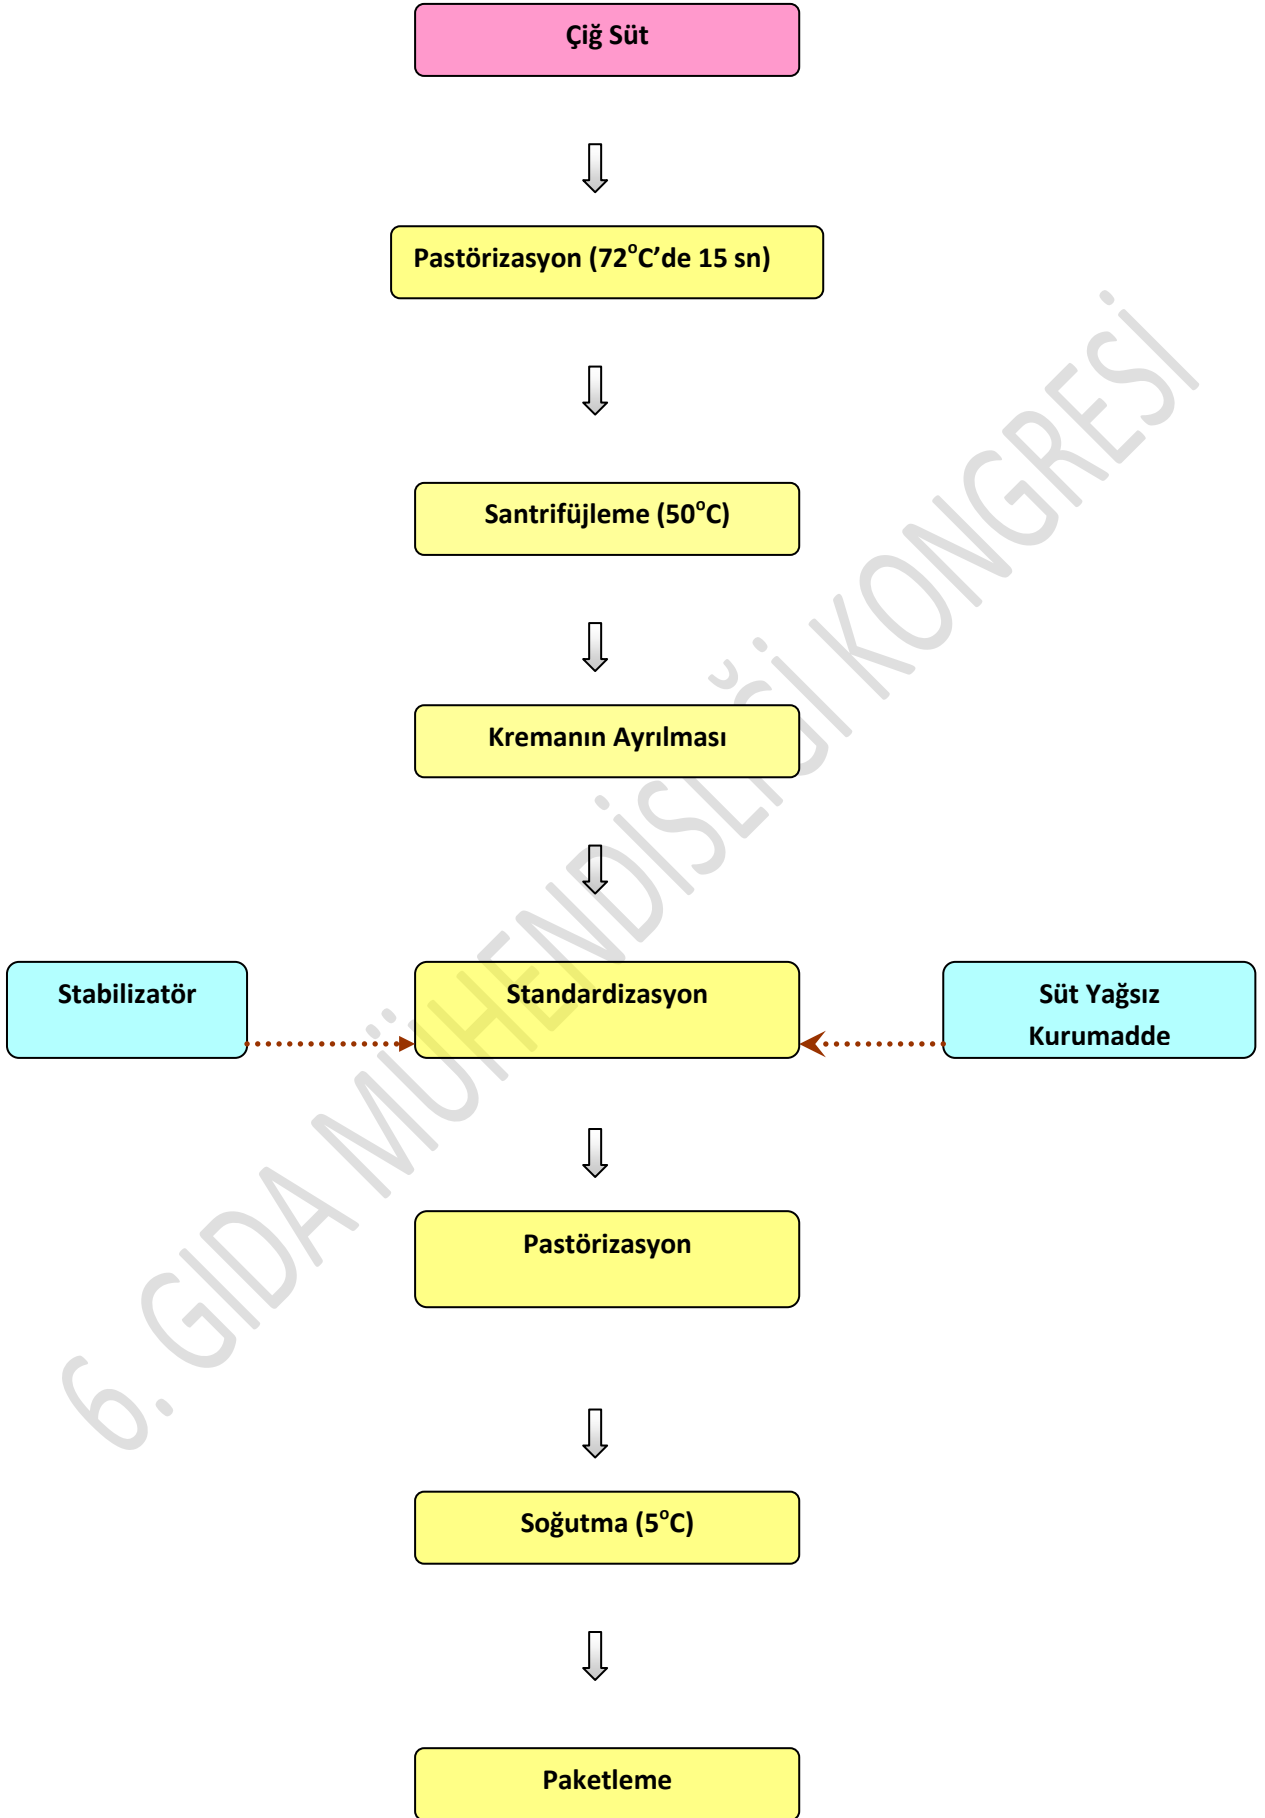 Çiğ Süt
Pastörizasyon (72°C’de 15 sn)
Santrifüjleme (50°C)
Kremanın Ayrılması
Stabilizatör
Standardizasyon
Süt Yağsız
Kurumadde
Pastörizasyon
Soğutma (5°C)
Paketleme
6. GIDA MÜHENDİSLİĞİ KONGRESİ